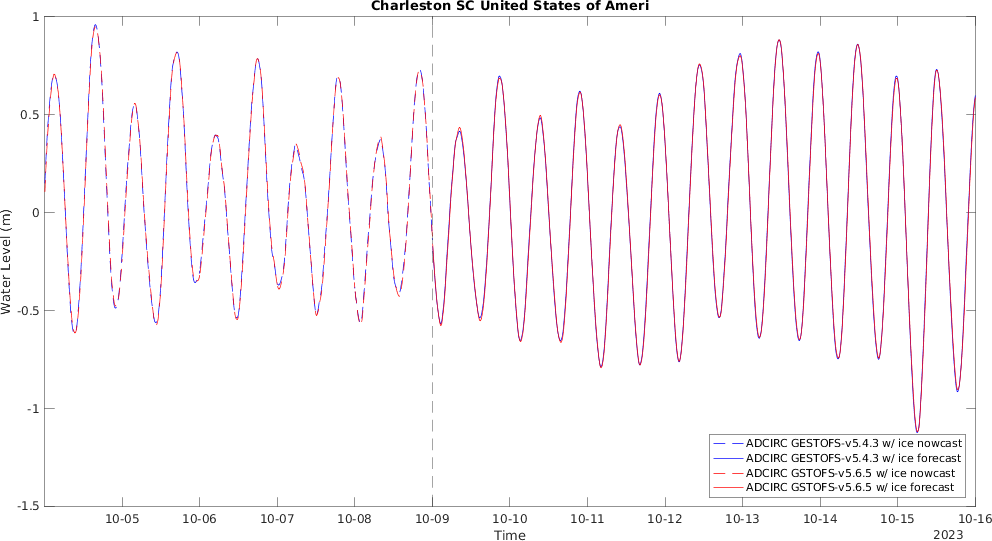 Charleston SC United States of Ameri
1
0.5
0
-0.5
-1
-1.5
Water Level (m)
ADCIRC GESTOFS-v5.4.3 w/ ice nowcast
ADCIRC GESTOFS-v5.4.3 w/ ice forecast
ADCIRC GSTOFS-v5.6.5 w/ ice nowcast
ADCIRC GSTOFS-v5.6.5 w/ ice forecast
10-05 10-06 10-07 10-08 10-09 10-10 10-11 10-12 10-13 10-14 10-15 10-16
Time
2023